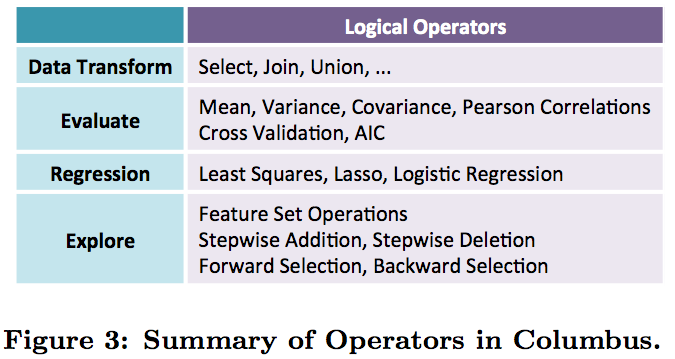 Logical Operators
Data Transform
Select, Join, Union, ...
Evaluate
Mean, Variance, Covariance, Pearson Correlations
Cross Validation, AIC
Regression
Least Squares, Lasso, Logistic Regression
Explore
Feature Set Operations
Stepwise Addition, Stepwise Deletion
Forward Selection, Backward Selection
Figure 3: Summary of Operators in Columbus.